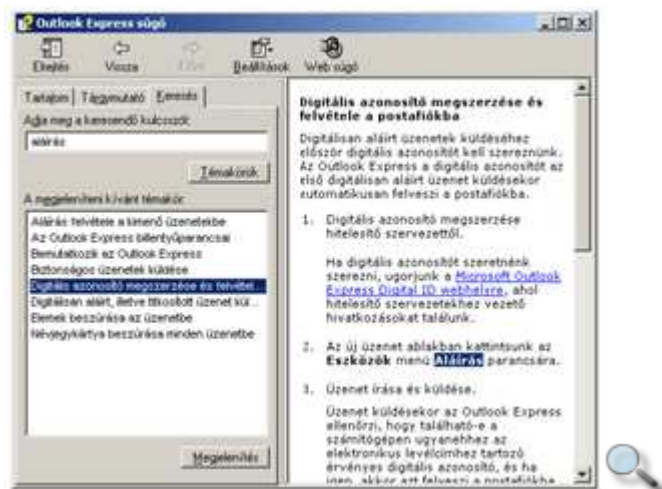 Outlook Express súgó
Elrejtés Vissza Beállítások Web súgó
Tartalom Tárgymutató Keresés
Adja meg a keresendő kulcsszót:
aláírás
Témakörök
A megjeleníteni kívánt témakör:
Aláírás felvétele a kimenő üzenetekbe
Az Outlook Express billentyűparancsai
Bemutatkozik az Outlook Express
Biztonságos üzenetek küldése
Digitális azonosító megszerzése és felvétel...
Digitálisan aláírt, illetve titkosított üzenet kül...
Elemek beszúrása az üzenetbe
Névjegykártya beszúrása minden üzenetbe
Megjelenítés
Digitális azonosító megszerzése és
felvétele a postafiókba
Digitálisan aláírt üzenetek küldéséhez
először digitális azonosítót kell szereznünk.
Az Outlook Express a digitális azonosítót az
első digitálisan aláírt üzenet küldésekor
automatikusan felveszi a postafiókba.
1. Digitális azonosító megszerzése
hitelesítő szervezettől.
Ha digitális azonosítót szeretnénk
szerezni, ugorjunk a Microsoft Outlook
Express Digital ID webhelyre, ahol
hitelesítő szervezetekhez vezető
hivatkozásokat találunk.
2. Az új üzenet ablakban kattintsunk az
Eszközök menü Aláírás parancsára.
3. Üzenet írása és küldése.
Üzenet küldésekor az Outlook Express
ellenőrzi, hogy található-e a
számítógépen ugyanehhez az
elektronikus levélcímhez tartozó
érvényes digitális azonosító, és ha
igen, akkor azt felveszi a postafiókba